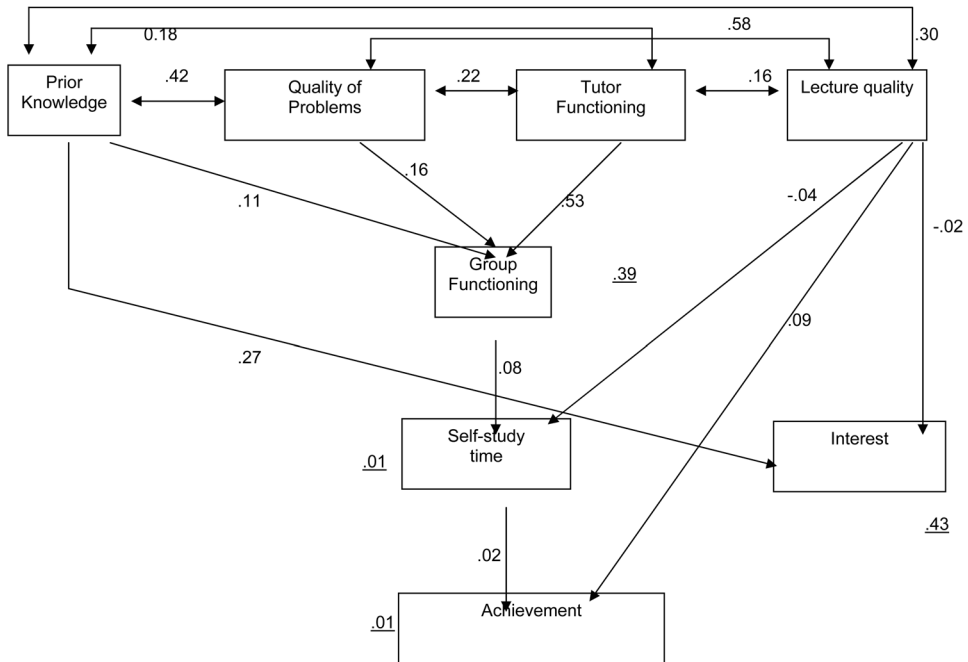 0.18
.58
.30
Prior
Knowledge
.42
Quality of
Problems
.22
Tutor
Functioning
.16
Lecture quality
.16
.11
.53
-.04
-.02
Group
Functioning
.39
.09
.27
.08
Self-study
time
.01
Interest
.43
.02
Achievement
.01